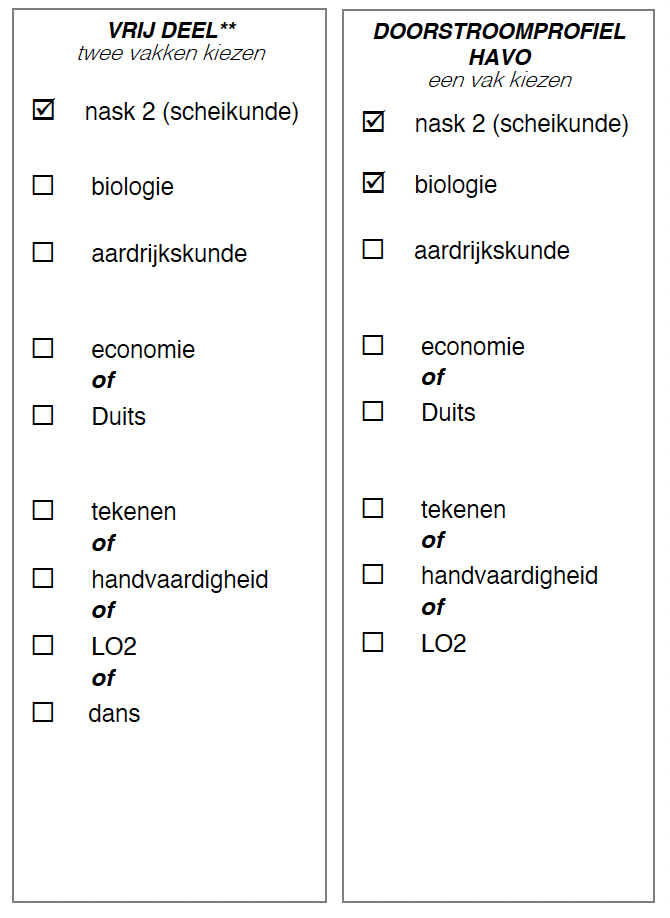 VRIJ DEEL**
twee vakken kiezen
nask 2 (scheikunde)
biologie
aardrijkskunde
economie
of
Duits
tekenen
of
handvaardigheid
of
LO2
of
dans
DOORSTROOMPROFIEL
HAVO
een vak kiezen
nask 2 (scheikunde)
biologie
aardrijkskunde
economie
of
Duits
tekenen
of
handvaardigheid
of
LO2